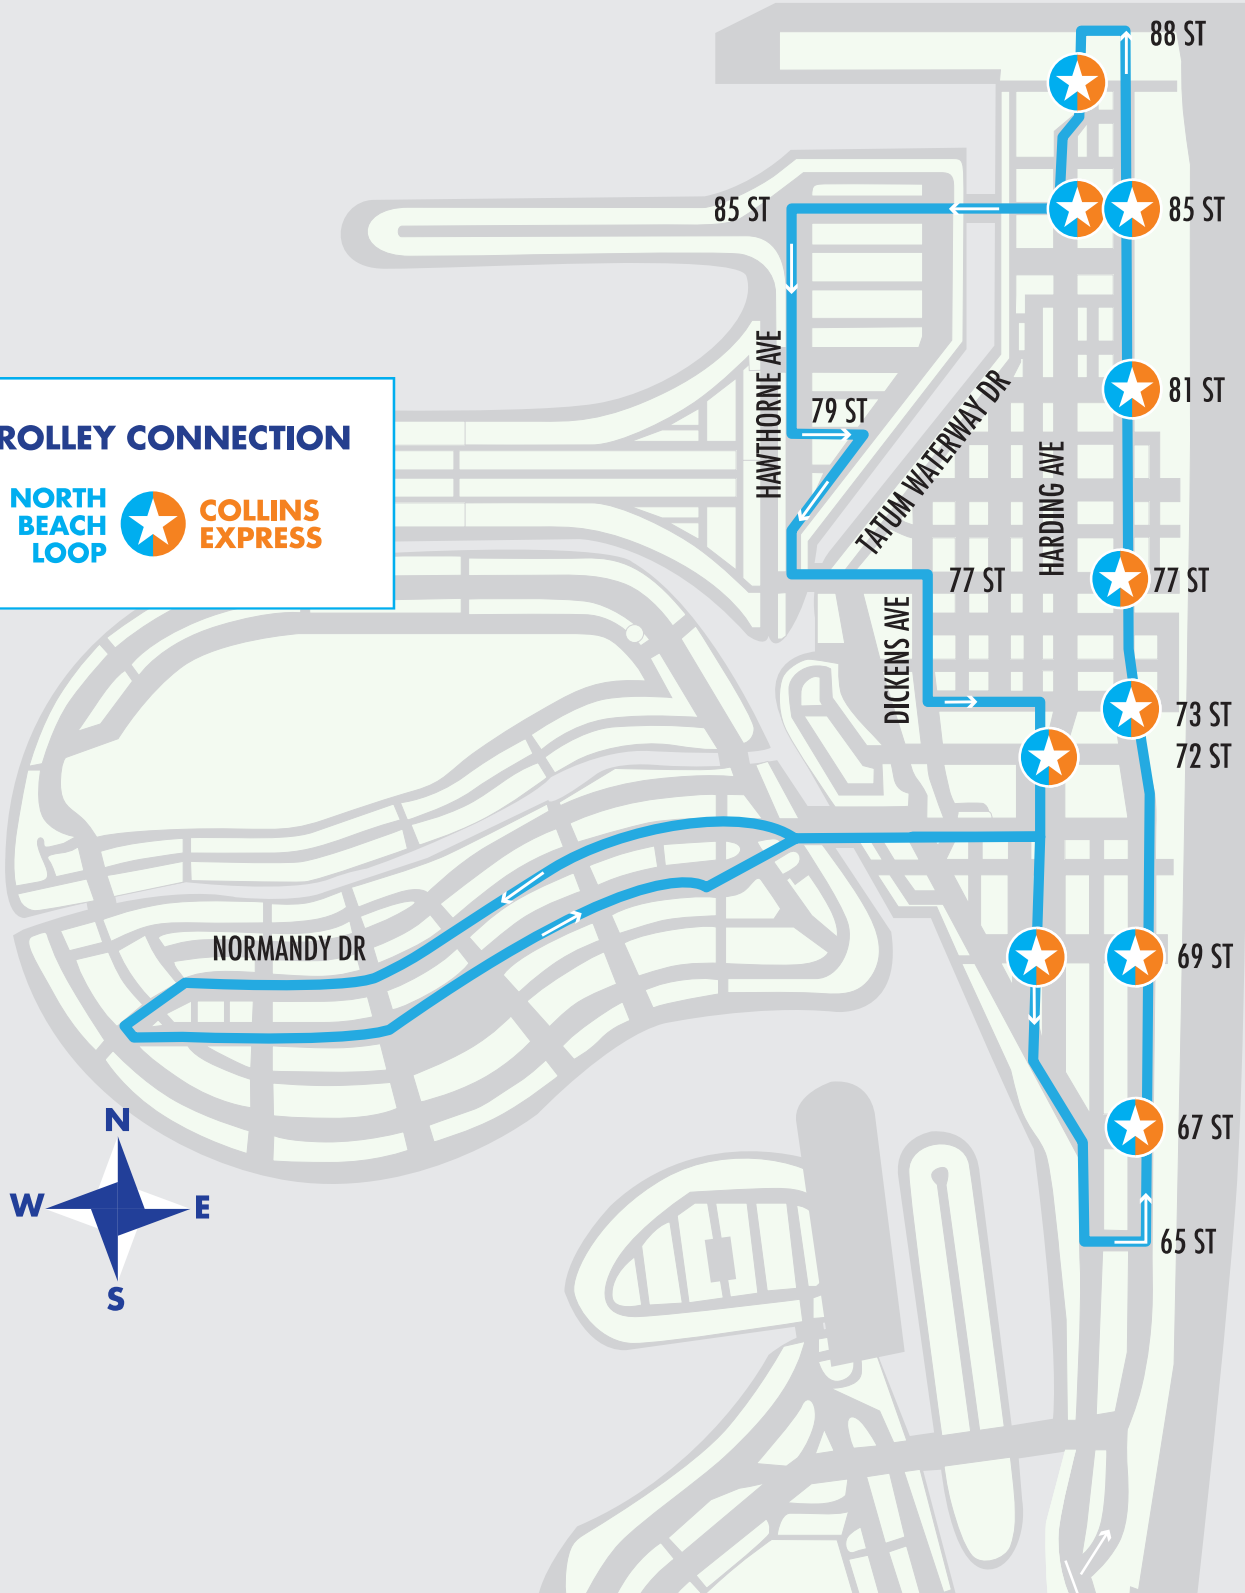 88 ST
85 ST
85 ST
HAWTHORNE AVE
79 ST
TATUM WATERWAY DR
81 ST
HARDING AVE
ROLLEY CONNECTION
NORTH
BEACH
LOOP
COLLINS
EXPRESS
77 ST
77 ST
DICKENS AVE
73 ST
72 ST
NORMANDY DR
69 ST
67 ST
65 ST
N
W
E
S